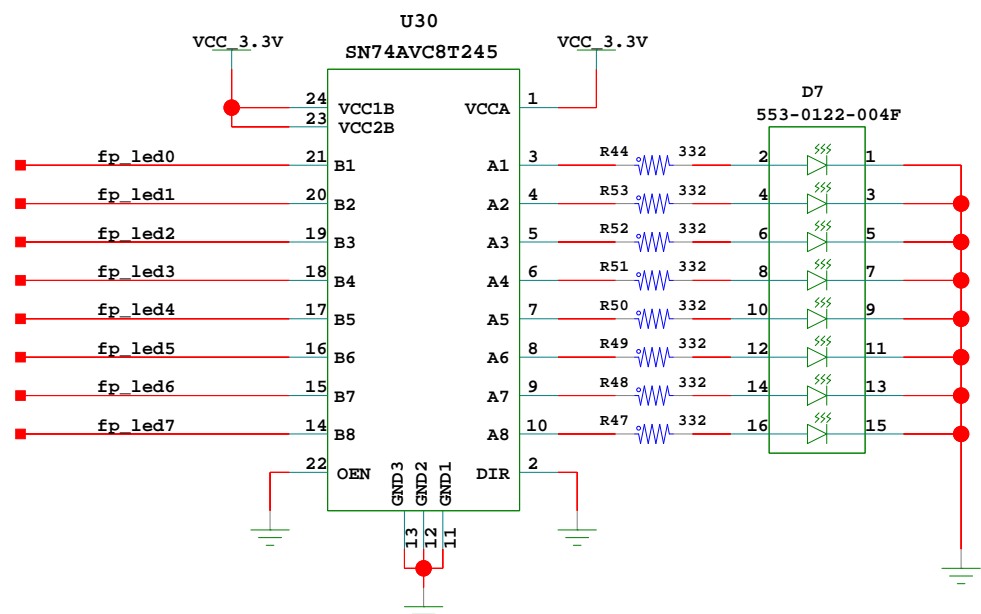 U30
SN74AVC8T245
VCC_3.3V
VCC_3.3V
D7
553-0122-004F
24 VCC1B VCCA 1
23 VCC2B
fp_led0 21 B1 A1 3 R44 332 2 1
fp_led1 20 B2 A2 4 R53 332 4 3
fp_led2 19 B3 A3 5 R52 332 6 5
fp_led3 18 B4 A4 6 R51 332 8 7
fp_led4 17 B5 A5 7 R50 332 10 9
fp_led5 16 B6 A6 8 R49 332 12 11
fp_led6 15 B7 A7 9 R48 332 14 13
fp_led7 14 B8 A8 10 R47 332 16 15
22 OEN DIR 2
GND3 GND2 GND1
13 12 11